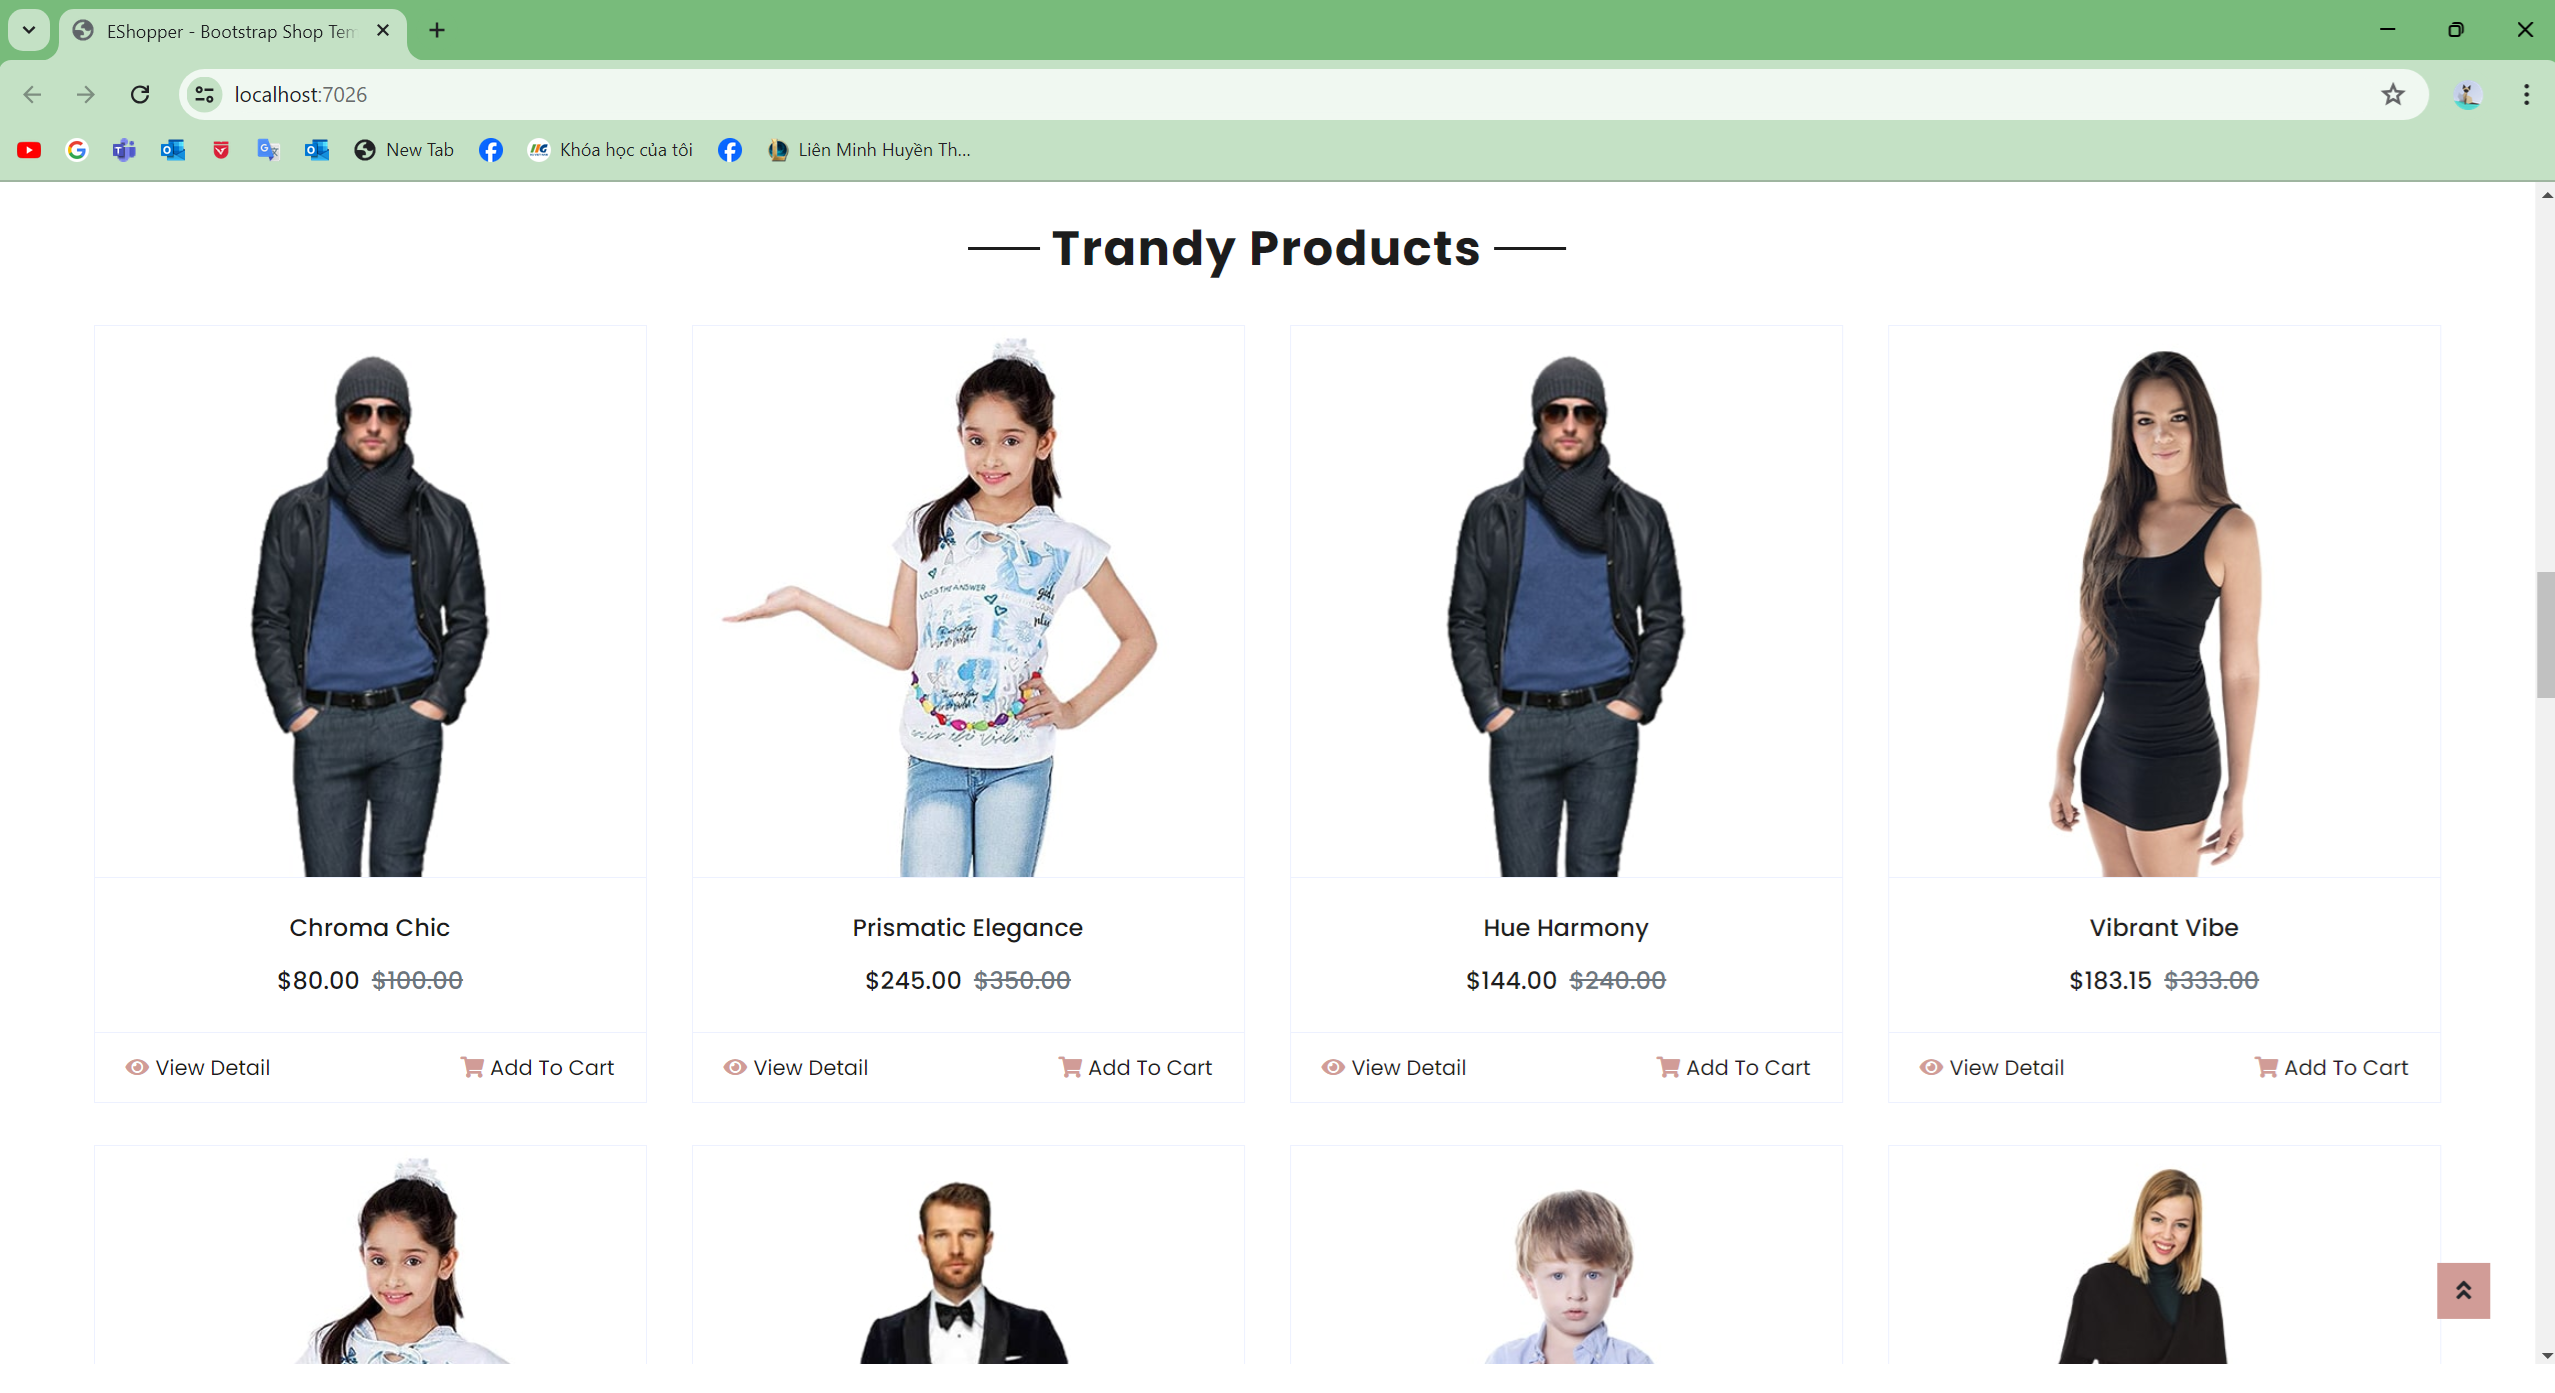 EShopper - Bootstrap Shop Tem
localhost:7026
New Tab
Khóa học của tôi
Liên Minh Huyền Th...
Trandy Products
Chroma Chic
$80.00 $100.00
View Detail
Add To Cart
Prismatic Elegance
$245.00 $350.00
View Detail
Add To Cart
Hue Harmony
$144.00 $240.00
View Detail
Add To Cart
Vibrant Vibe
$183.15 $333.00
View Detail
Add To Cart